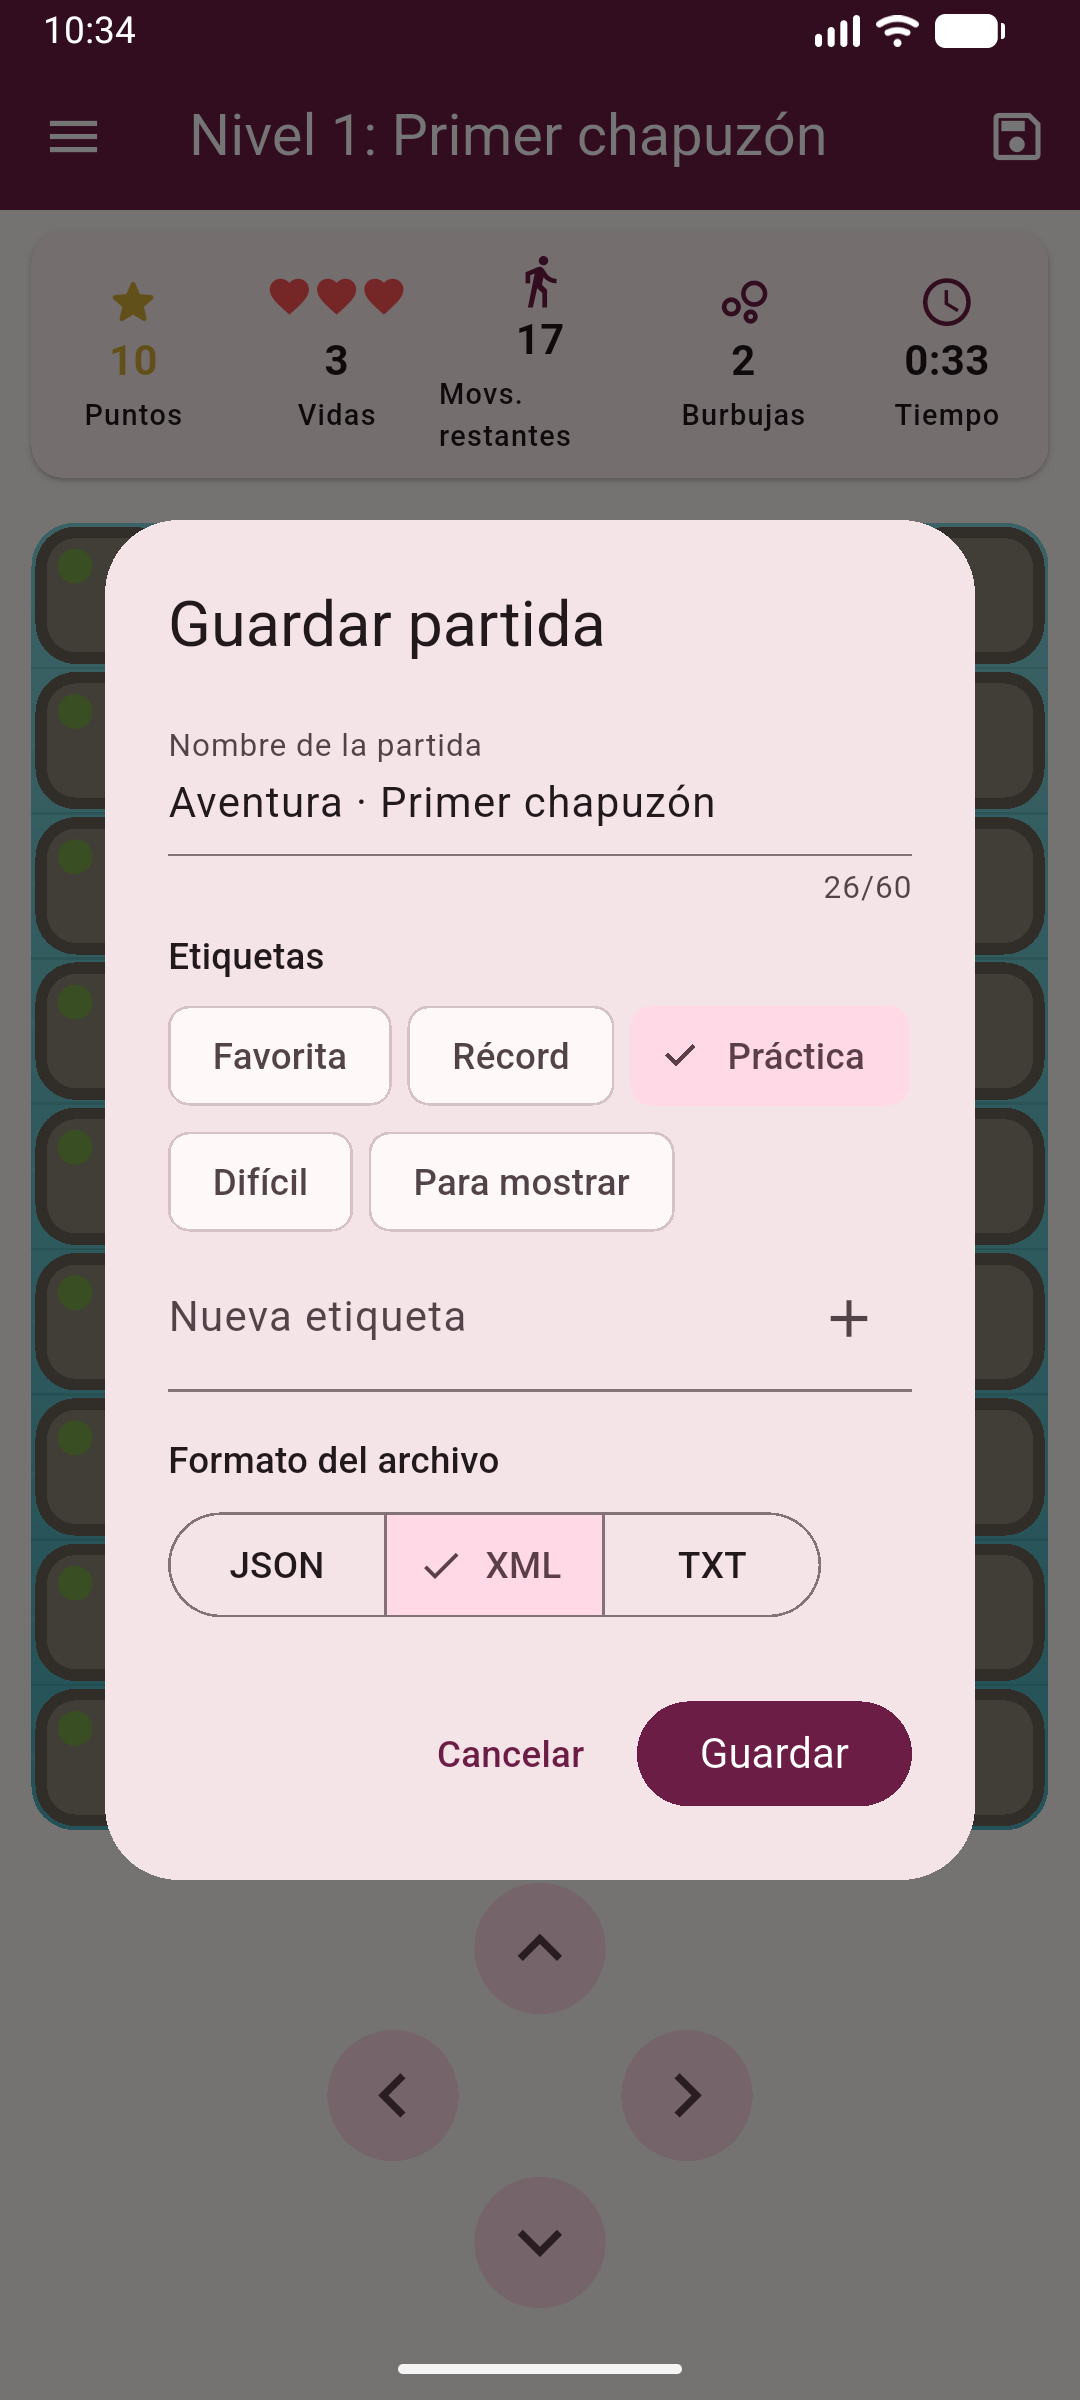 10:34
Nivel 1: Primer chapuzón
10
Puntos
3
Vidas
17
Movs.
restantes
2
Burbujas
0:33
Tiempo
Guardar partida
Nombre de la partida
Aventura · Primer chapuzón
26/60
Etiquetas
Favorita
Récord
Práctica
Difícil
Para mostrar
Nueva etiqueta
Formato del archivo
JSON
XML
TXT
Cancelar
Guardar